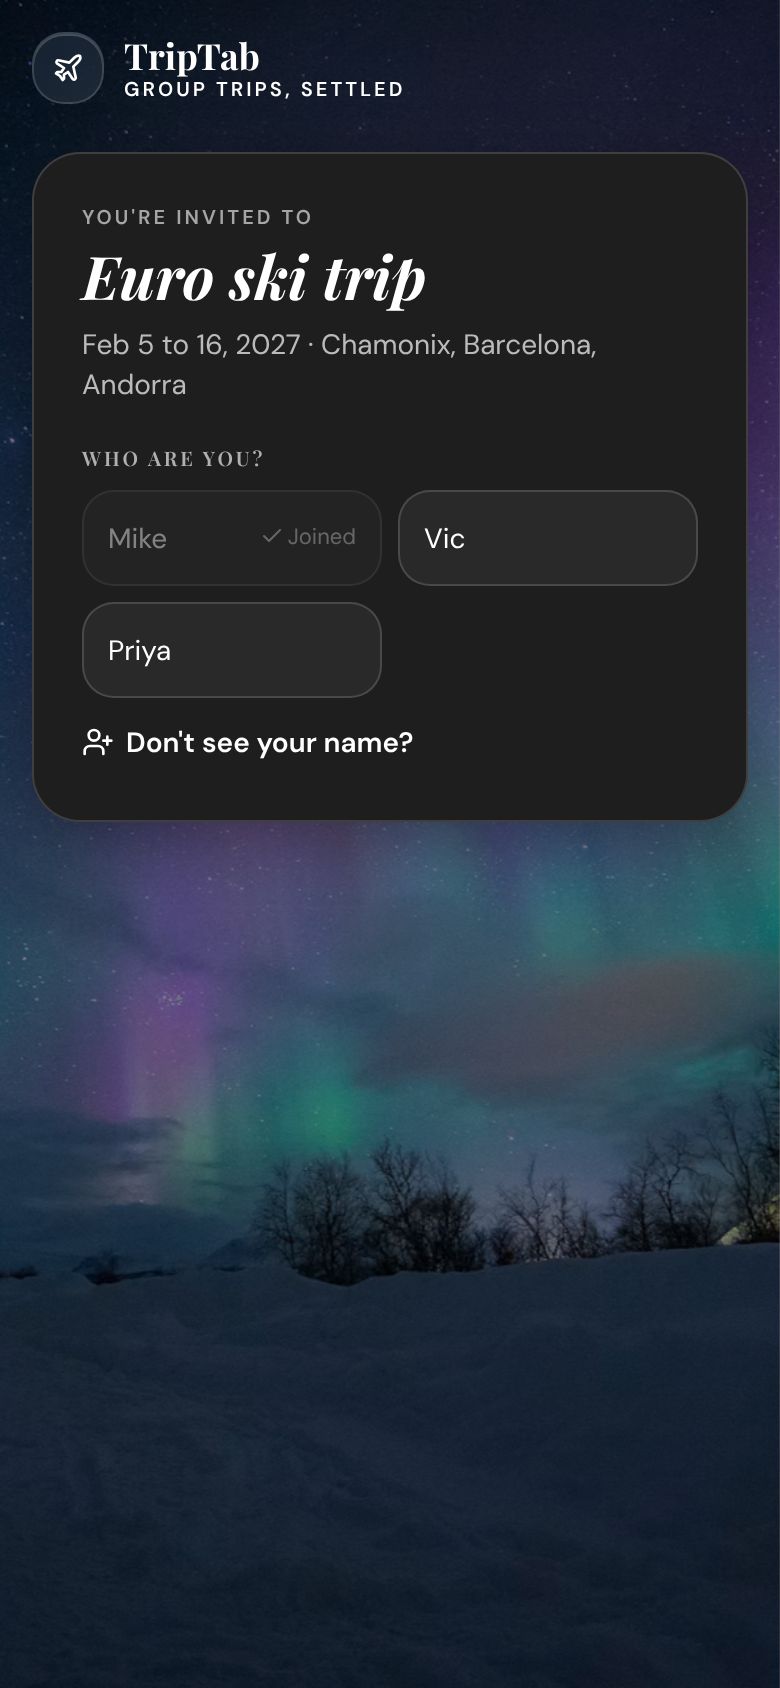 TripTab
GROUP TRIPS, SETTLED
YOU'RE INVITED TO
Euro ski trip
Feb 5 to 16, 2027 · Chamonix, Barcelona,
Andorra
WHO ARE YOU?
Mike ✓ Joined
Vic
Priya
Don't see your name?